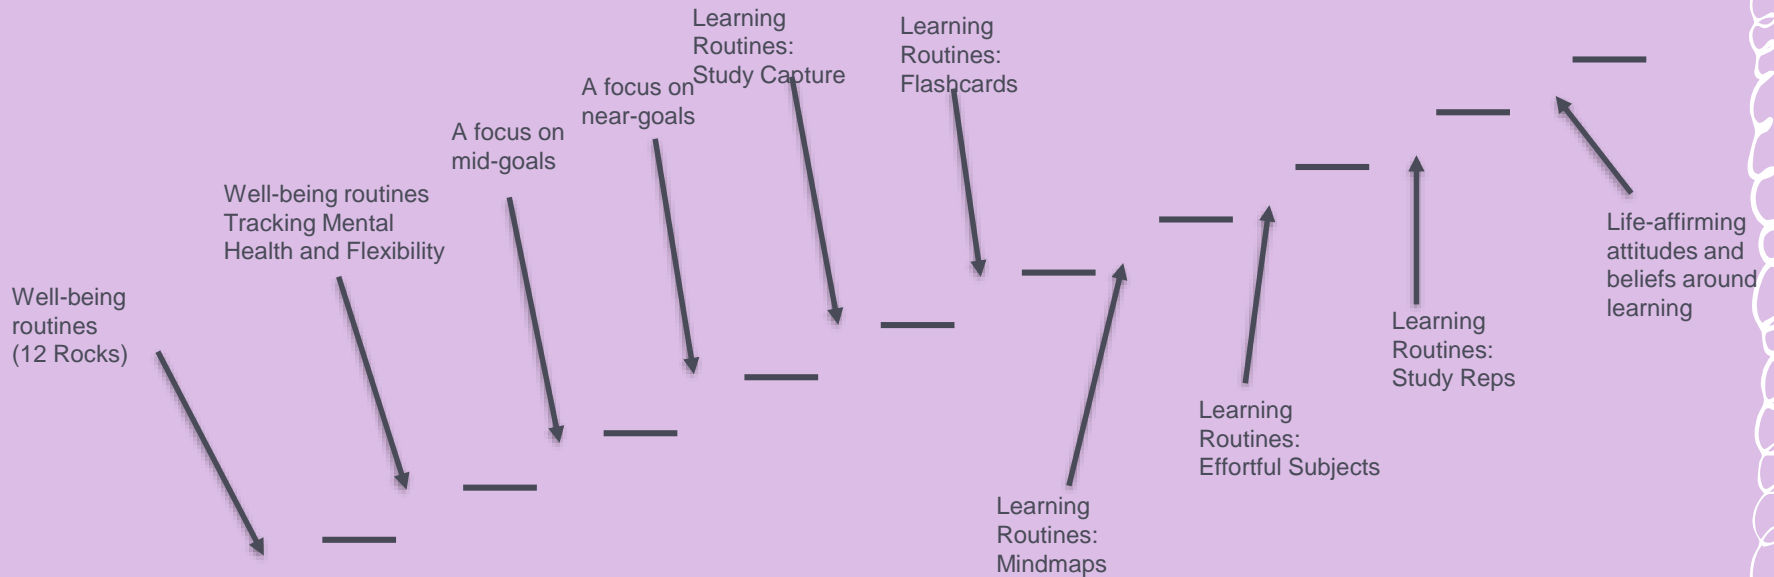 Well-being
routines
(12 Rocks)
Well-being routines
Tracking Mental
Health and Flexibility
A focus on
mid-goals
A focus on
near-goals
Learning
Routines:
Study Capture
Learning
Routines:
Flashcards
Learning
Routines:
Mindmaps
Learning
Routines:
Effortful Subjects
Learning
Routines:
Study Reps
Life-affirming
attitudes and
beliefs around
learning